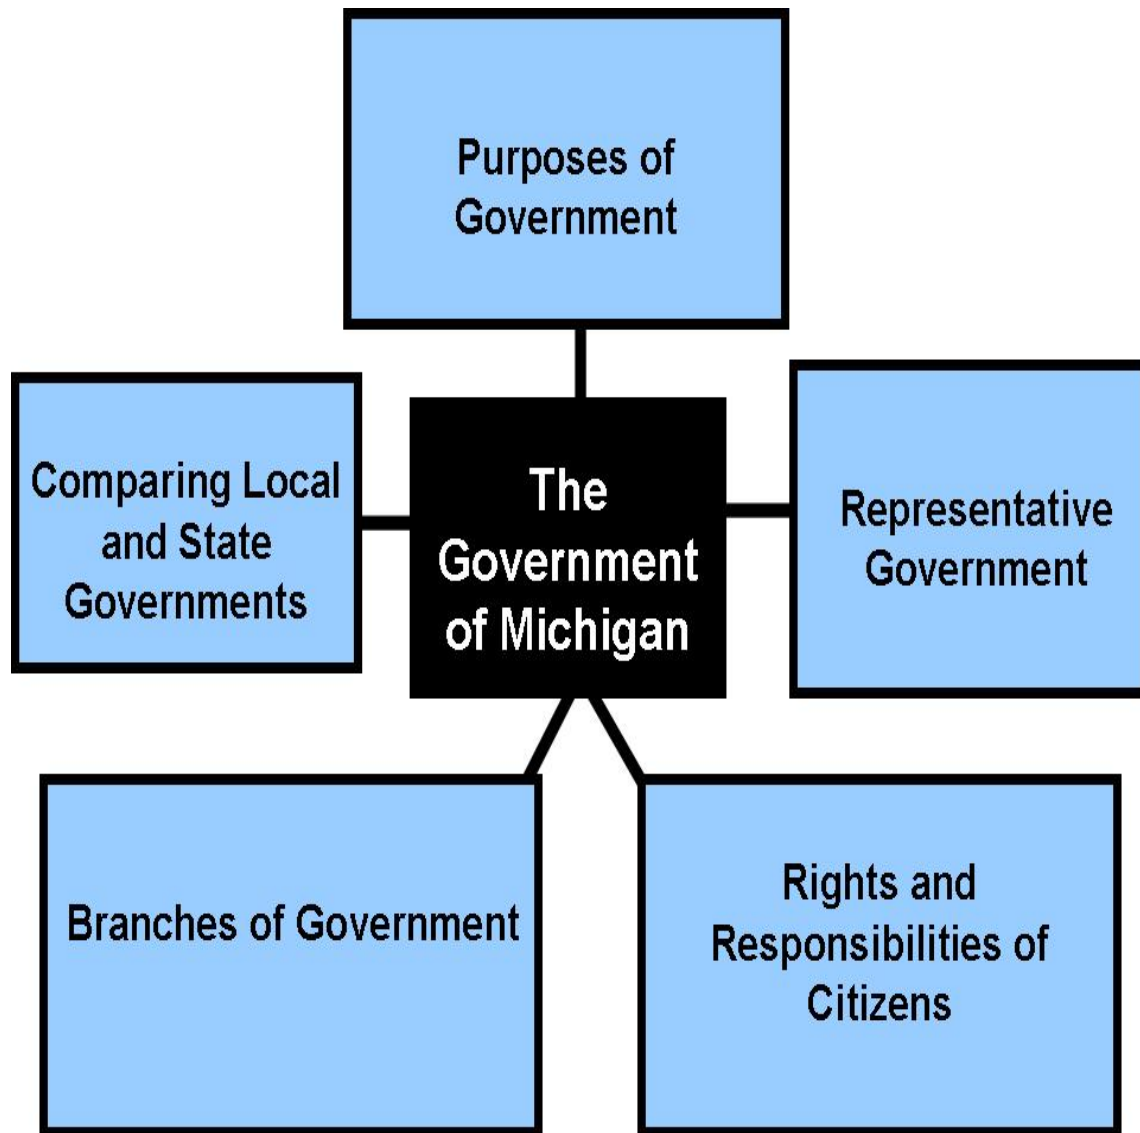 Purposes of
Government
Comparing Local
and State
Governments
The
Government
of Michigan
Representative
Government
Branches of Government
Rights and
Responsibilities of
Citizens